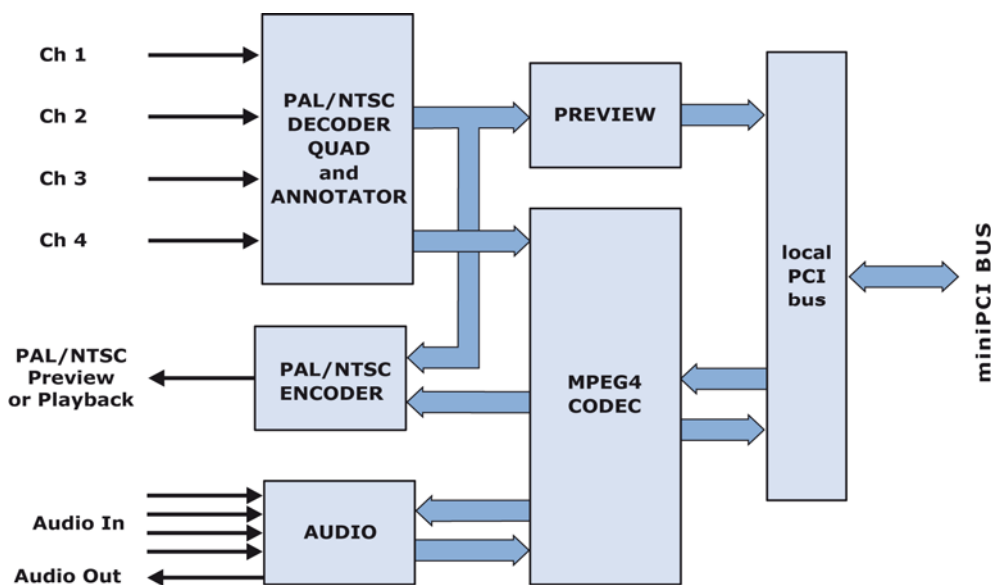 Ch 1
Ch 2
Ch 3
Ch 4
PAL/NTSC
DECODER
QUAD
and
ANNOTATOR
PREVIEW
local
PCI
bus
miniPCI BUS
PAL/NTSC
Preview
or Playback
PAL/NTSC
ENCODER
MPEG4
CODEC
Audio In
Audio Out
AUDIO